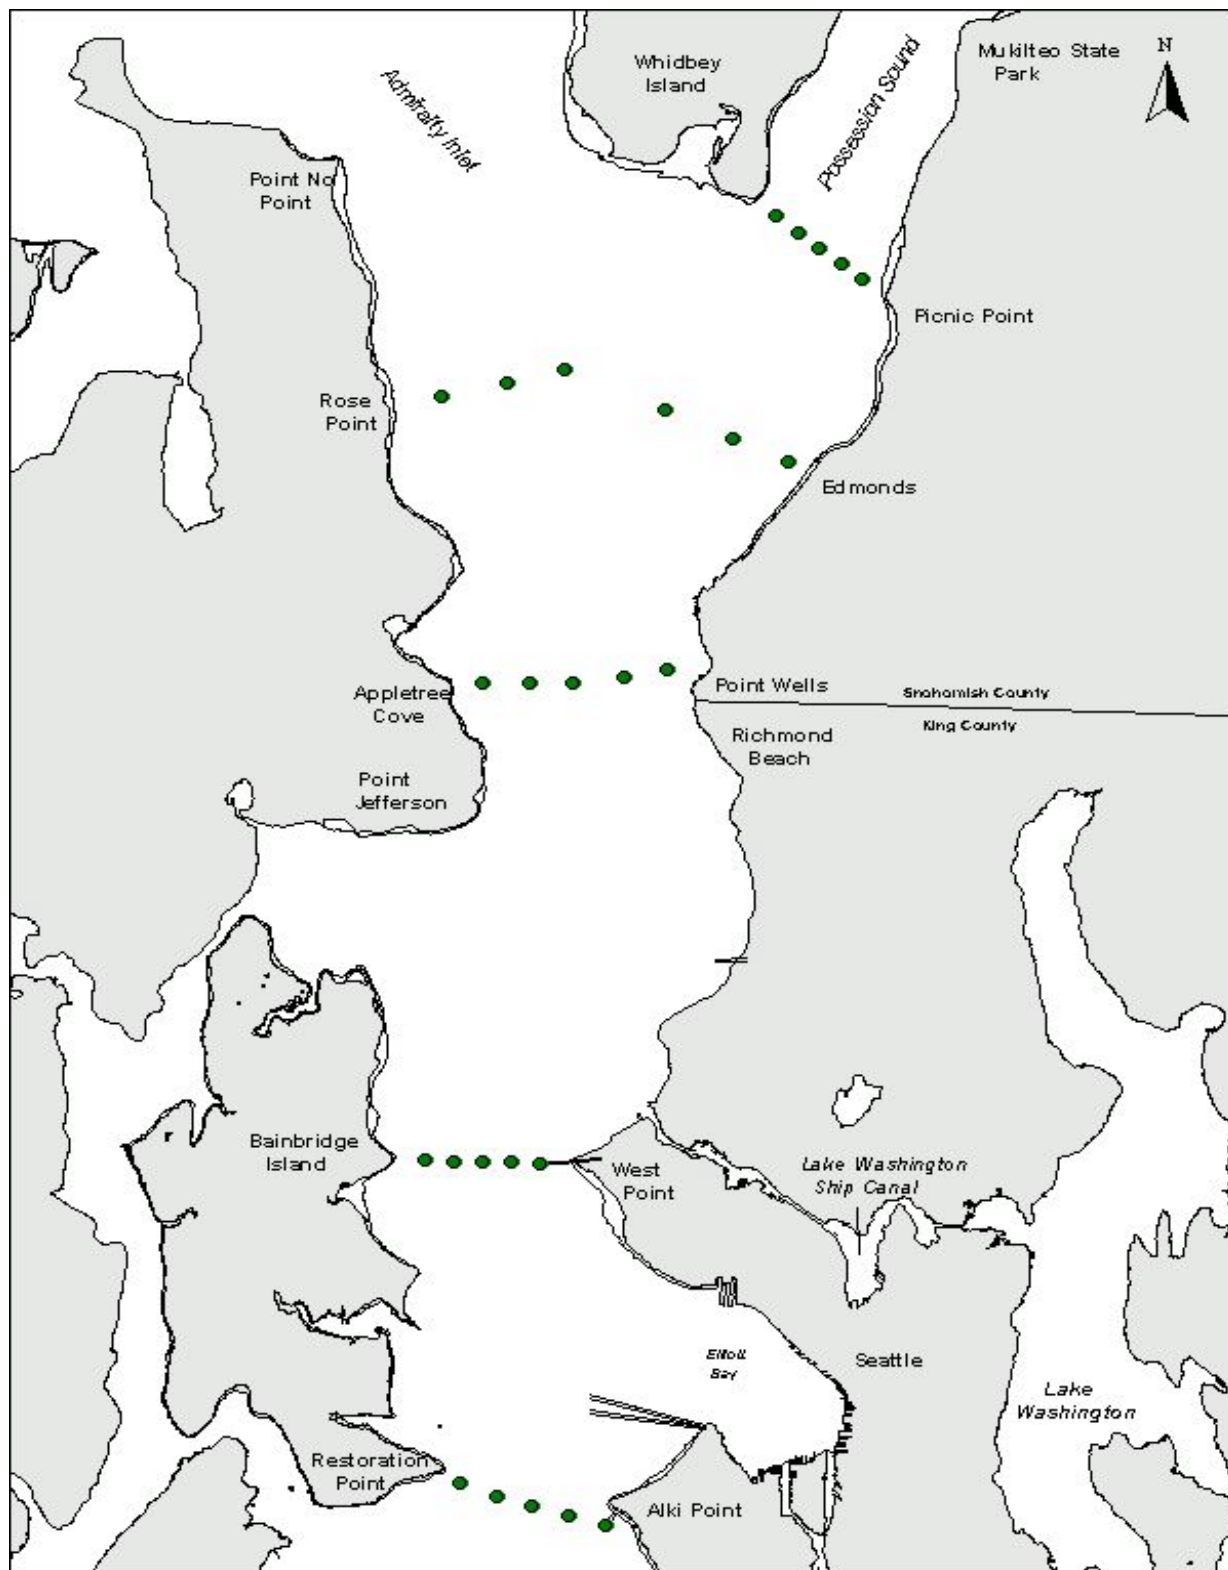 Whidbey
Island
Possession Sound
Mukilteo State
Park
N
Admiralty Inlet
Point No
Point
Picnic Point
Rose
Point
Edmonds
Appletree
Cove
Point Wells
Snohomish County
King County
Richmond
Beach
Point
Jefferson
Bainbridge
Island
West
Point
Lake Washington
Ship Canal
Elliott
Bay
Seattle
Lake
Washington
Restoration
Point
Alki Point